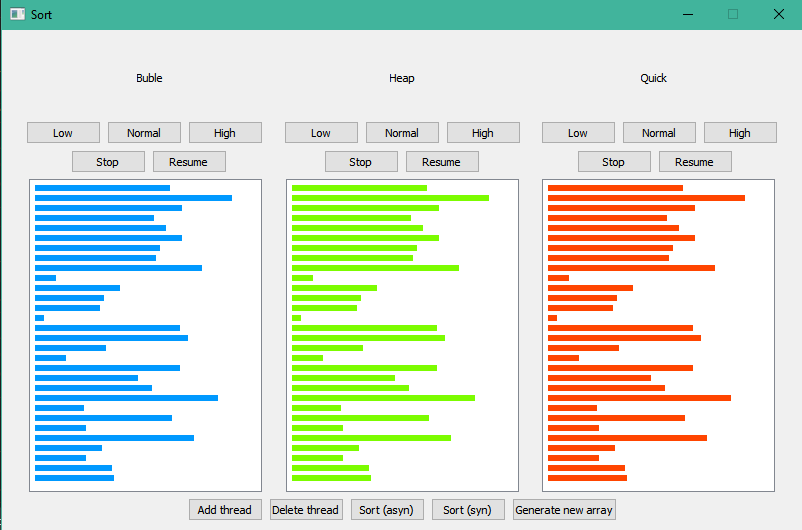 Sort
Buble Heap Quick
Low Normal High Low Normal High Low Normal High
Stop Resume Stop Resume Stop Resume
Add thread Delete thread Sort (asyn) Sort (syn) Generate new array